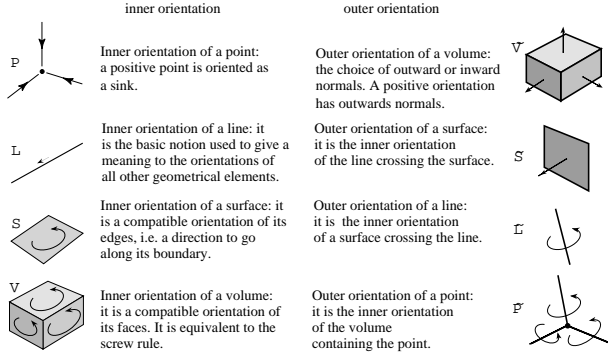 inner orientation
outer orientation
P
Inner orientation of a point:
a positive point is oriented as
a sink.
Outer orientation of a volume:
the choice of outward or inward
normals. A positive orientation
has outwards normals.
Ṽ
L
Inner orientation of a line: it
is the basic notion used to give a
meaning to the orientations of
all other geometrical elements.
Outer orientation of a surface:
it is the inner orientation
of the line crossing the surface.
S̃
S
Inner orientation of a surface: it
is a compatible orientation of its
edges, i.e. a direction to go
along its boundary.
Outer orientation of a line:
it is the inner orientation
of a surface crossing the line.
L̃
V
Inner orientation of a volume:
it is a compatible orientation of
its faces. It is equivalent to the
screw rule.
Outer orientation of a point:
it is the inner orientation
of the volume
containing the point.
P̃